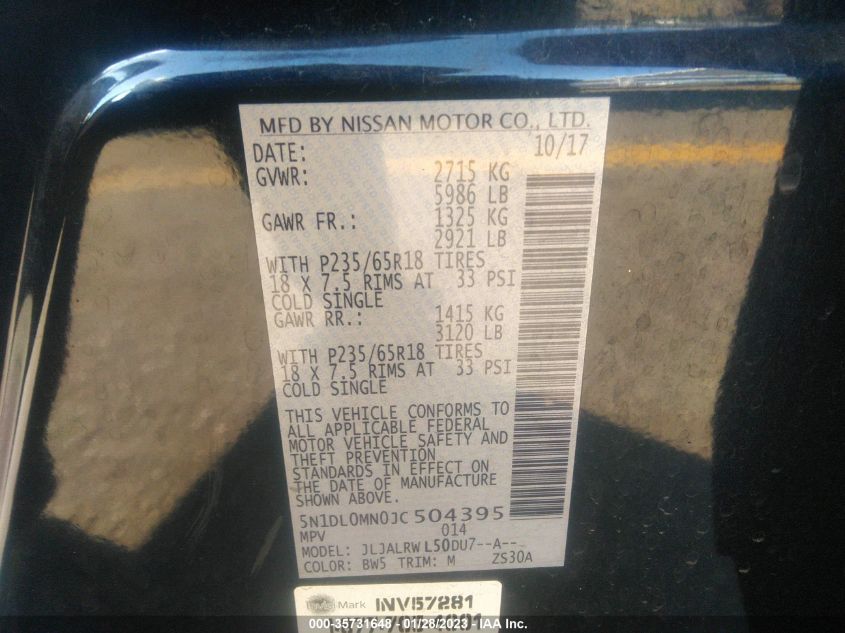 MFD BY NISSAN MOTOR CO., LTD.
DATE: 10/17
GVWR: 2715 KG
5986 LB
GAWR FR.: 1325 KG
2921 LB
WITH P235/65R18 TIRES
18 X 7.5 RIMS AT 33 PSI
COLD SINGLE
GAWR RR.: 1415 KG
3120 LB
WITH P235/65R18 TIRES
18 X 7.5 RIMS AT 33 PSI
COLD SINGLE
THIS VEHICLE CONFORMS TO
ALL APPLICABLE FEDERAL
MOTOR VEHICLE SAFETY AND
THEFT PREVENTION
STANDARDS IN EFFECT ON
THE DATE OF MANUFACTURE
SHOWN ABOVE.
5N1DL0MN0JC504395
MPV 014
MODEL: JLJALRWL50DU7--A--
COLOR: BW5 TRIM: M ZS30A
Mark INV57281
000-35731648 - 01/28/2023 - IAA Inc.